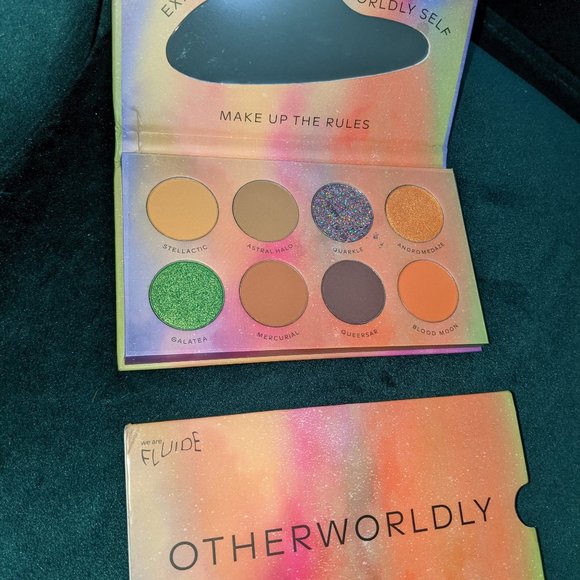 RLDLY SELF
MAKE UP THE RULES
STELLACTIC
ASTRAL HALO
QUARKLE
ANDROMEDAZE
GALATEA
MERCURIAL
QUEERSAR
BLOOD MOON
we are
FLUIDE
OTHERWORLDLY